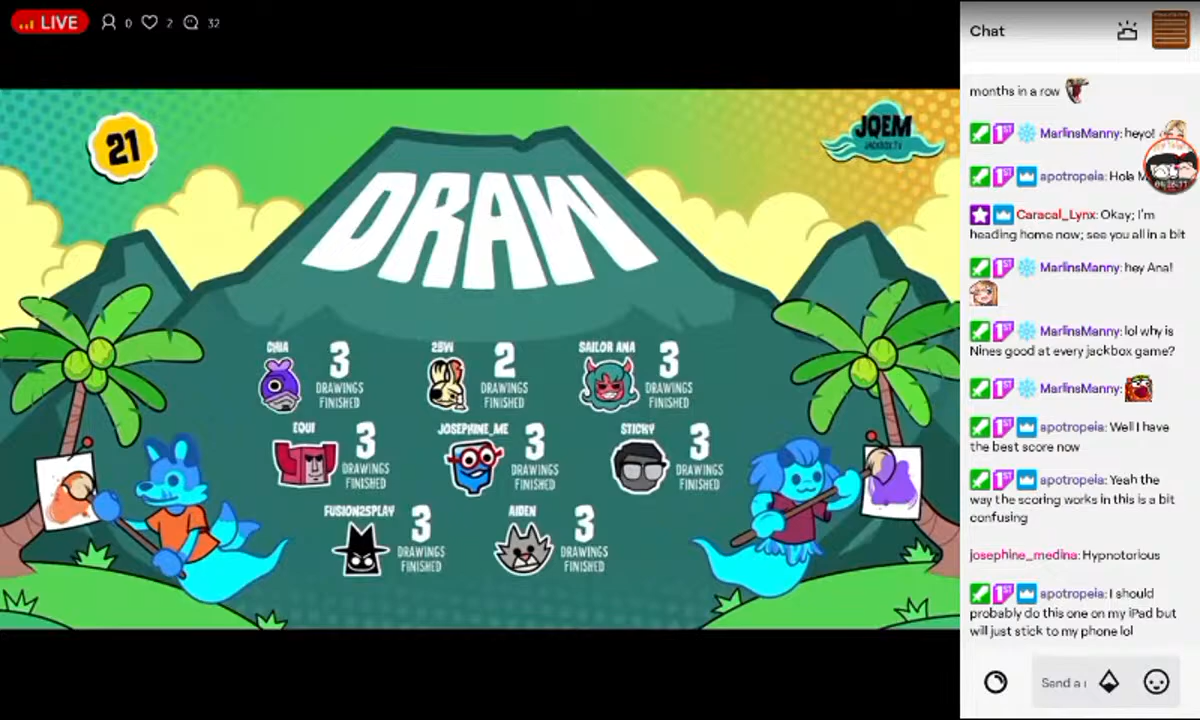 LIVE 0 2 32
21
JQEM
JACKBOX.TV
DRAW
CHIA 3 DRAWINGS FINISHED
2BW 2 DRAWINGS FINISHED
SAILOR ANA 3 DRAWINGS FINISHED
EQUI 3 DRAWINGS FINISHED
JOSEPHINE_ME 3 DRAWINGS FINISHED
STICKY 3 DRAWINGS FINISHED
FUSION2SPLAY 3 DRAWINGS FINISHED
AIDEN 3 DRAWINGS FINISHED
Chat
months in a row
MarlinsManny: heyo!
apotropeia: Hola
Caracal_Lynx: Okay; I'm
heading home now; see you all in a bit
MarlinsManny: hey Ana!
MarlinsManny: lol why is
Nines good at every jackbox game?
MarlinsManny:
apotropeia: Well I have
the best score now
apotropeia: Yeah the
way the scoring works in this is a bit
confusing
josephine_medina: Hypnotorious
apotropeia: I should
probably do this one on my iPad but
will just stick to my phone lol
Send a